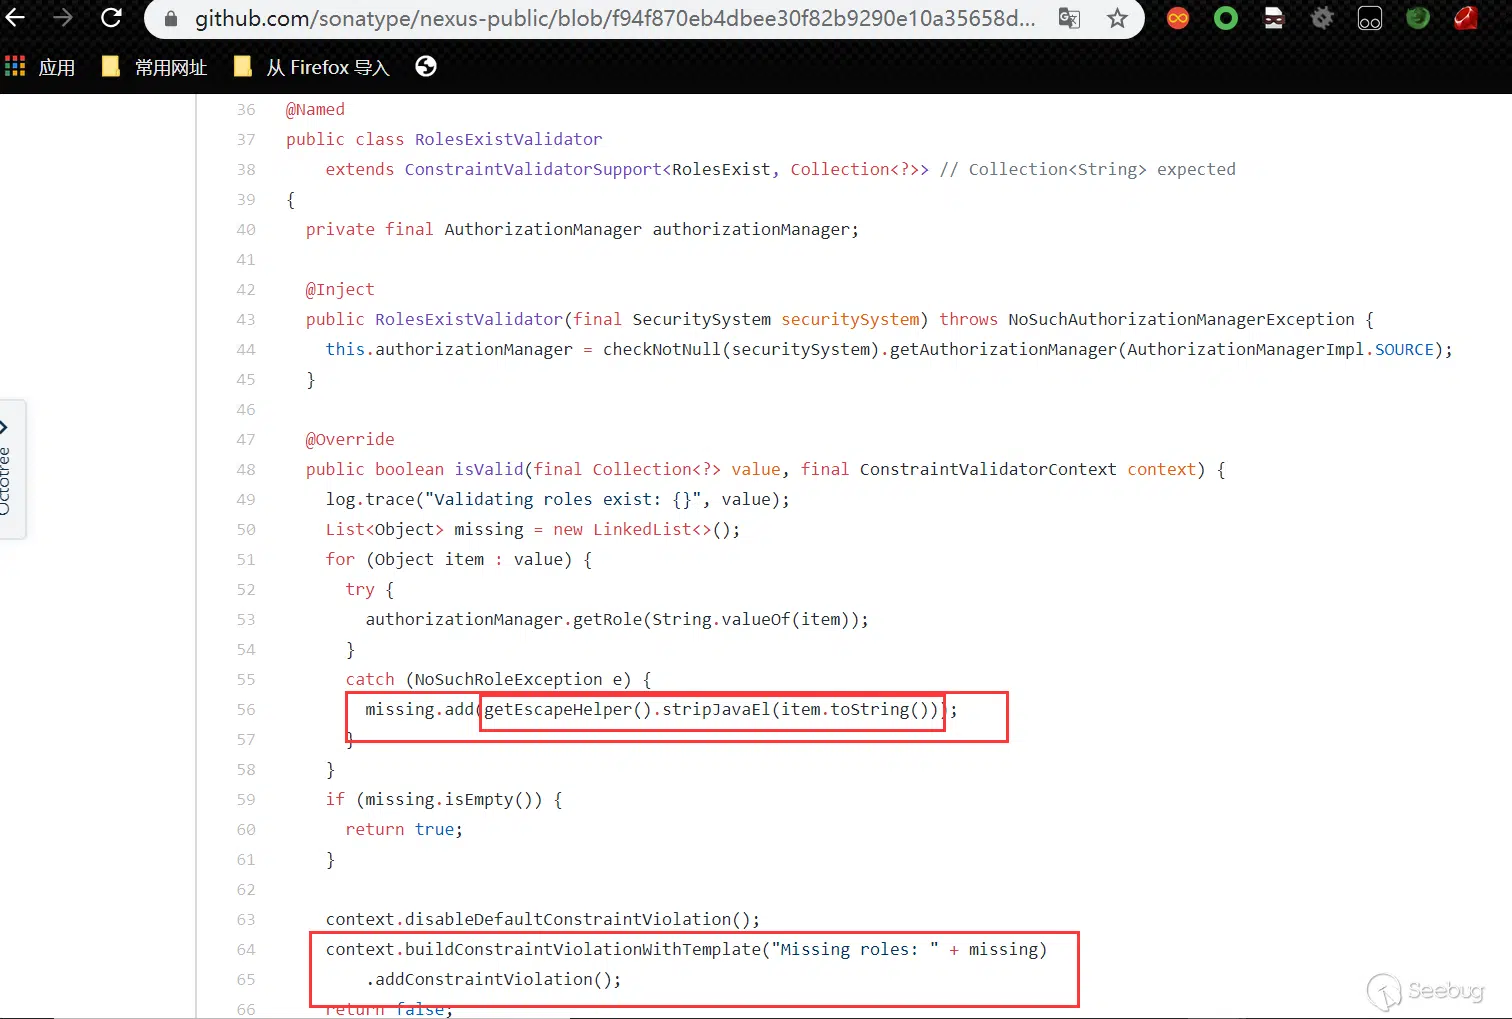 github.com/sonatype/nexus-public/blob/f94f870eb4dbee30f82b9290e10a35658d...
应用 常用网址 从 Firefox 导入
Octotree
36 @Named
37 public class RolesExistValidator
38 extends ConstraintValidatorSupport<RolesExist, Collection<?>> // Collection<String> expected
39 {
40 private final AuthorizationManager authorizationManager;
41
42 @Inject
43 public RolesExistValidator(final SecuritySystem securitySystem) throws NoSuchAuthorizationManagerException {
44 this.authorizationManager = checkNotNull(securitySystem).getAuthorizationManager(AuthorizationManagerImpl.SOURCE);
45 }
46
47 @Override
48 public boolean isValid(final Collection<?> value, final ConstraintValidatorContext context) {
49 log.trace("Validating roles exist: {}", value);
50 List<Object> missing = new LinkedList<>();
51 for (Object item : value) {
52 try {
53 authorizationManager.getRole(String.valueOf(item));
54 }
55 catch (NoSuchRoleException e) {
56 missing.add(getEscapeHelper().stripJavaEl(item.toString()));
57 }
58 }
59 if (missing.isEmpty()) {
60 return true;
61 }
62
63 context.disableDefaultConstraintViolation();
64 context.buildConstraintViolationWithTemplate("Missing roles: " + missing)
65 .addConstraintViolation();
66 return false;
Seebug